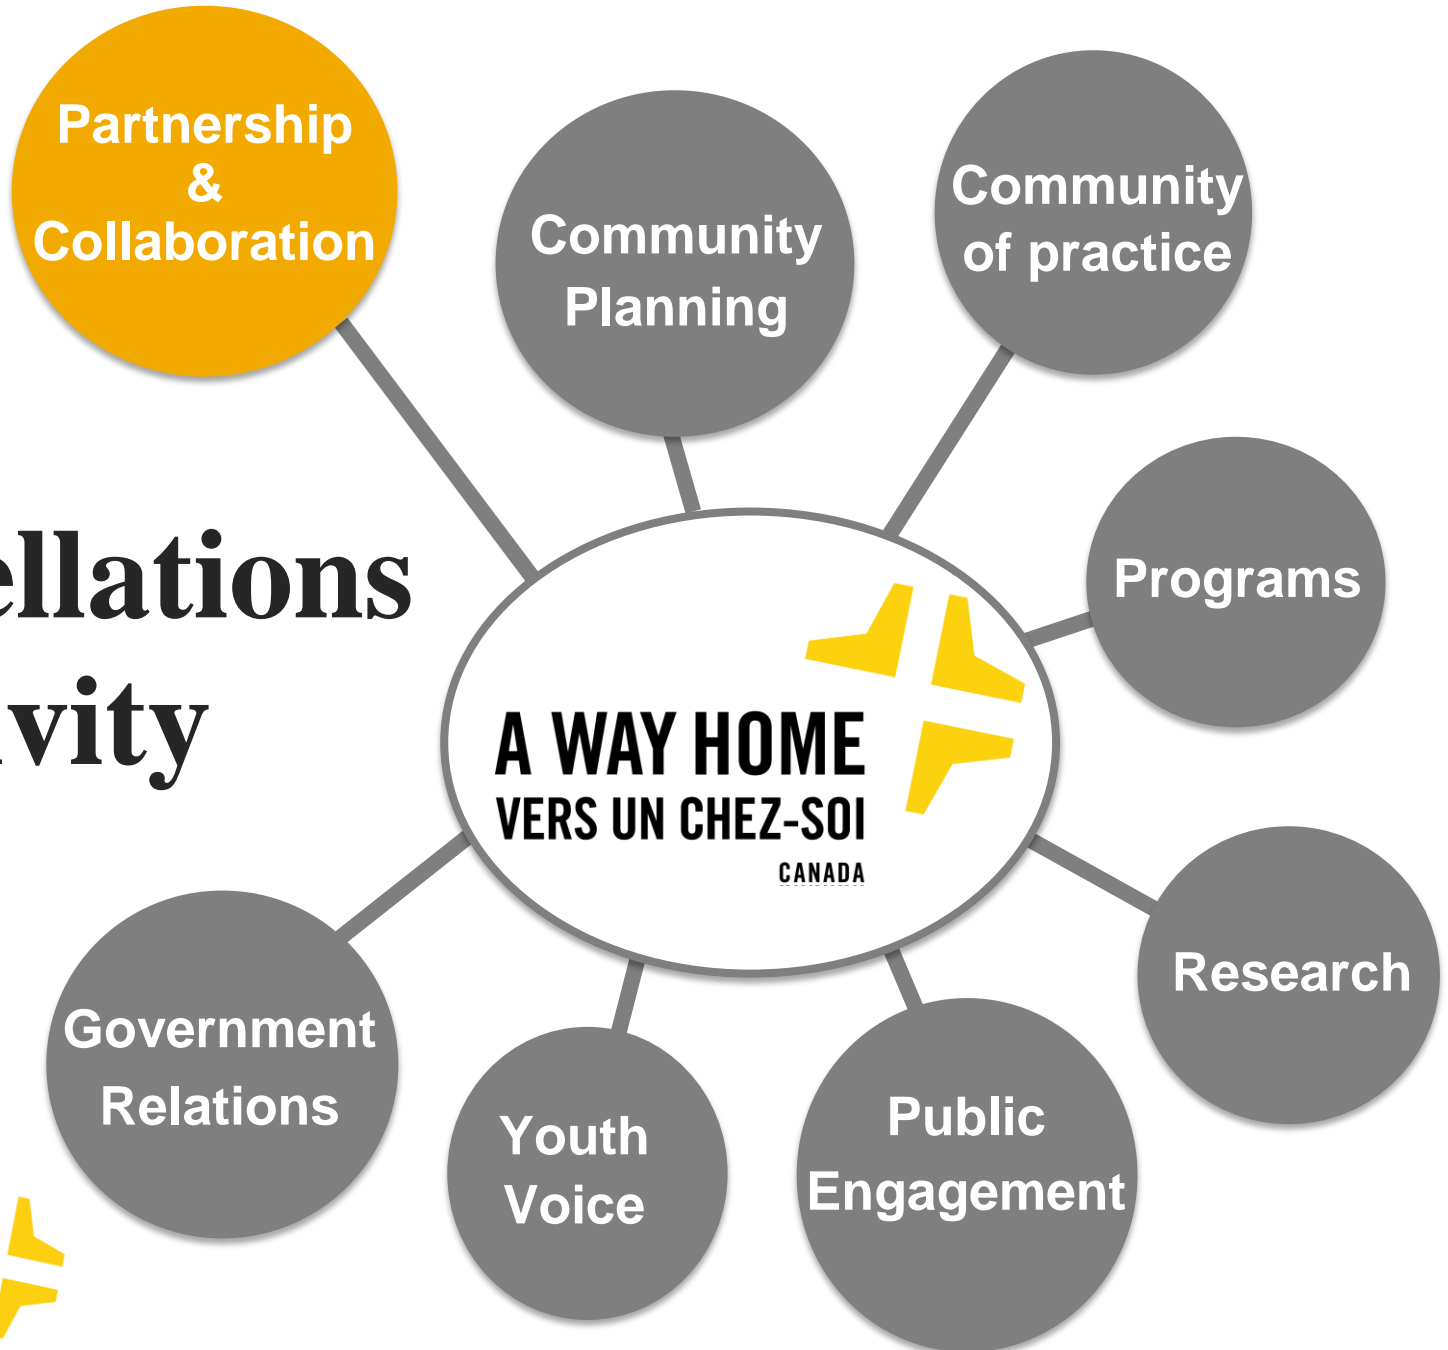 Partnership
&
Collaboration
Community
Planning
Community
of practice
Programs
ellations
vity
A WAY HOME
VERS UN CHEZ-SOI
CANADA
Research
Government
Relations
Youth
Voice
Public
Engagement